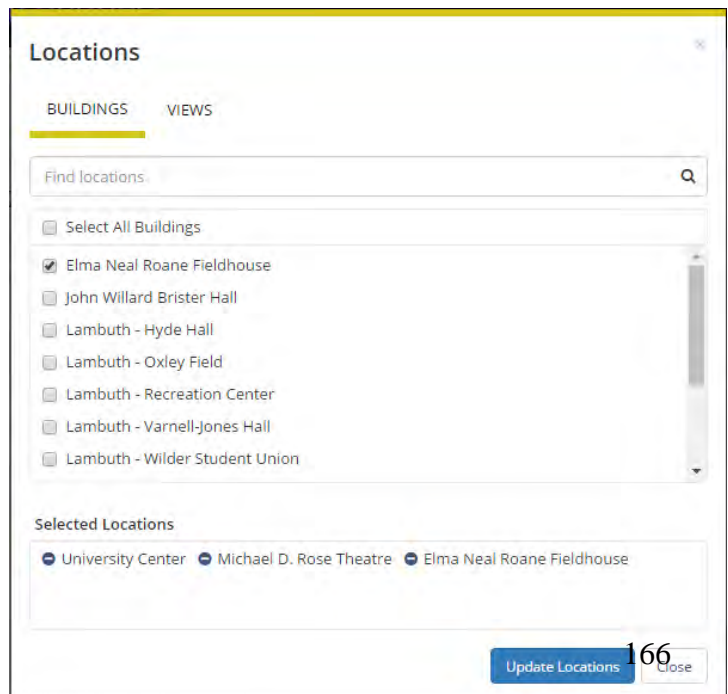 Locations
BUILDINGS VIEWS
Find locations
Select All Buildings
Elma Neal Roane Fieldhouse
John Willard Brister Hall
Lambuth - Hyde Hall
Lambuth - Oxley Field
Lambuth - Recreation Center
Lambuth - Varnell-Jones Hall
Lambuth - Wilder Student Union
Selected Locations
University Center Michael D. Rose Theatre Elma Neal Roane Fieldhouse
166
Update Locations Close